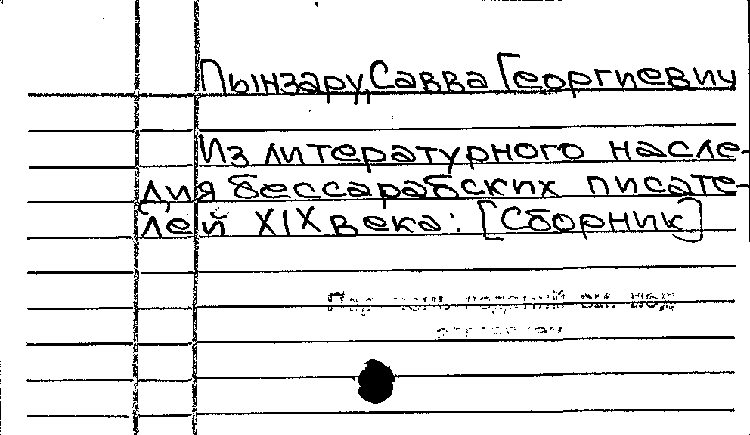 Пынзару, Савва Георгиевич
Из литературного насле-
дия бессарабских писате-
лей XIX века: [Сборник]